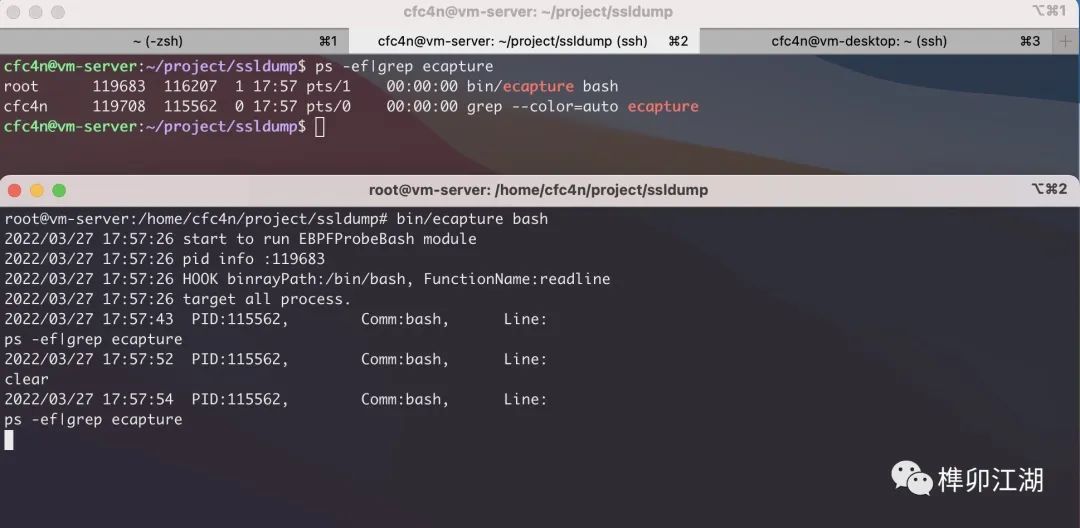 cfc4n@vm-server: ~/project/ssldump
⌥⌘1
~ (-zsh) ⌘1 cfc4n@vm-server: ~/project/ssldump (ssh) ⌘2 cfc4n@vm-desktop: ~ (ssh) ⌘3 +
cfc4n@vm-server:~/project/ssldump$ ps -ef|grep ecapture
root 119683 116207 1 17:57 pts/1 00:00:00 bin/ecapture bash
cfc4n 119708 115562 0 17:57 pts/0 00:00:00 grep --color=auto ecapture
cfc4n@vm-server:~/project/ssldump$
root@vm-server: /home/cfc4n/project/ssldump
⌥⌘2
root@vm-server:/home/cfc4n/project/ssldump# bin/ecapture bash
2022/03/27 17:57:26 start to run EBPFProbeBash module
2022/03/27 17:57:26 pid info :119683
2022/03/27 17:57:26 HOOK binrayPath:/bin/bash, FunctionName:readline
2022/03/27 17:57:26 target all process.
2022/03/27 17:57:43 PID:115562, Comm:bash, Line:
ps -ef|grep ecapture
2022/03/27 17:57:52 PID:115562, Comm:bash, Line:
clear
2022/03/27 17:57:54 PID:115562, Comm:bash, Line:
ps -ef|grep ecapture
榫卯江湖